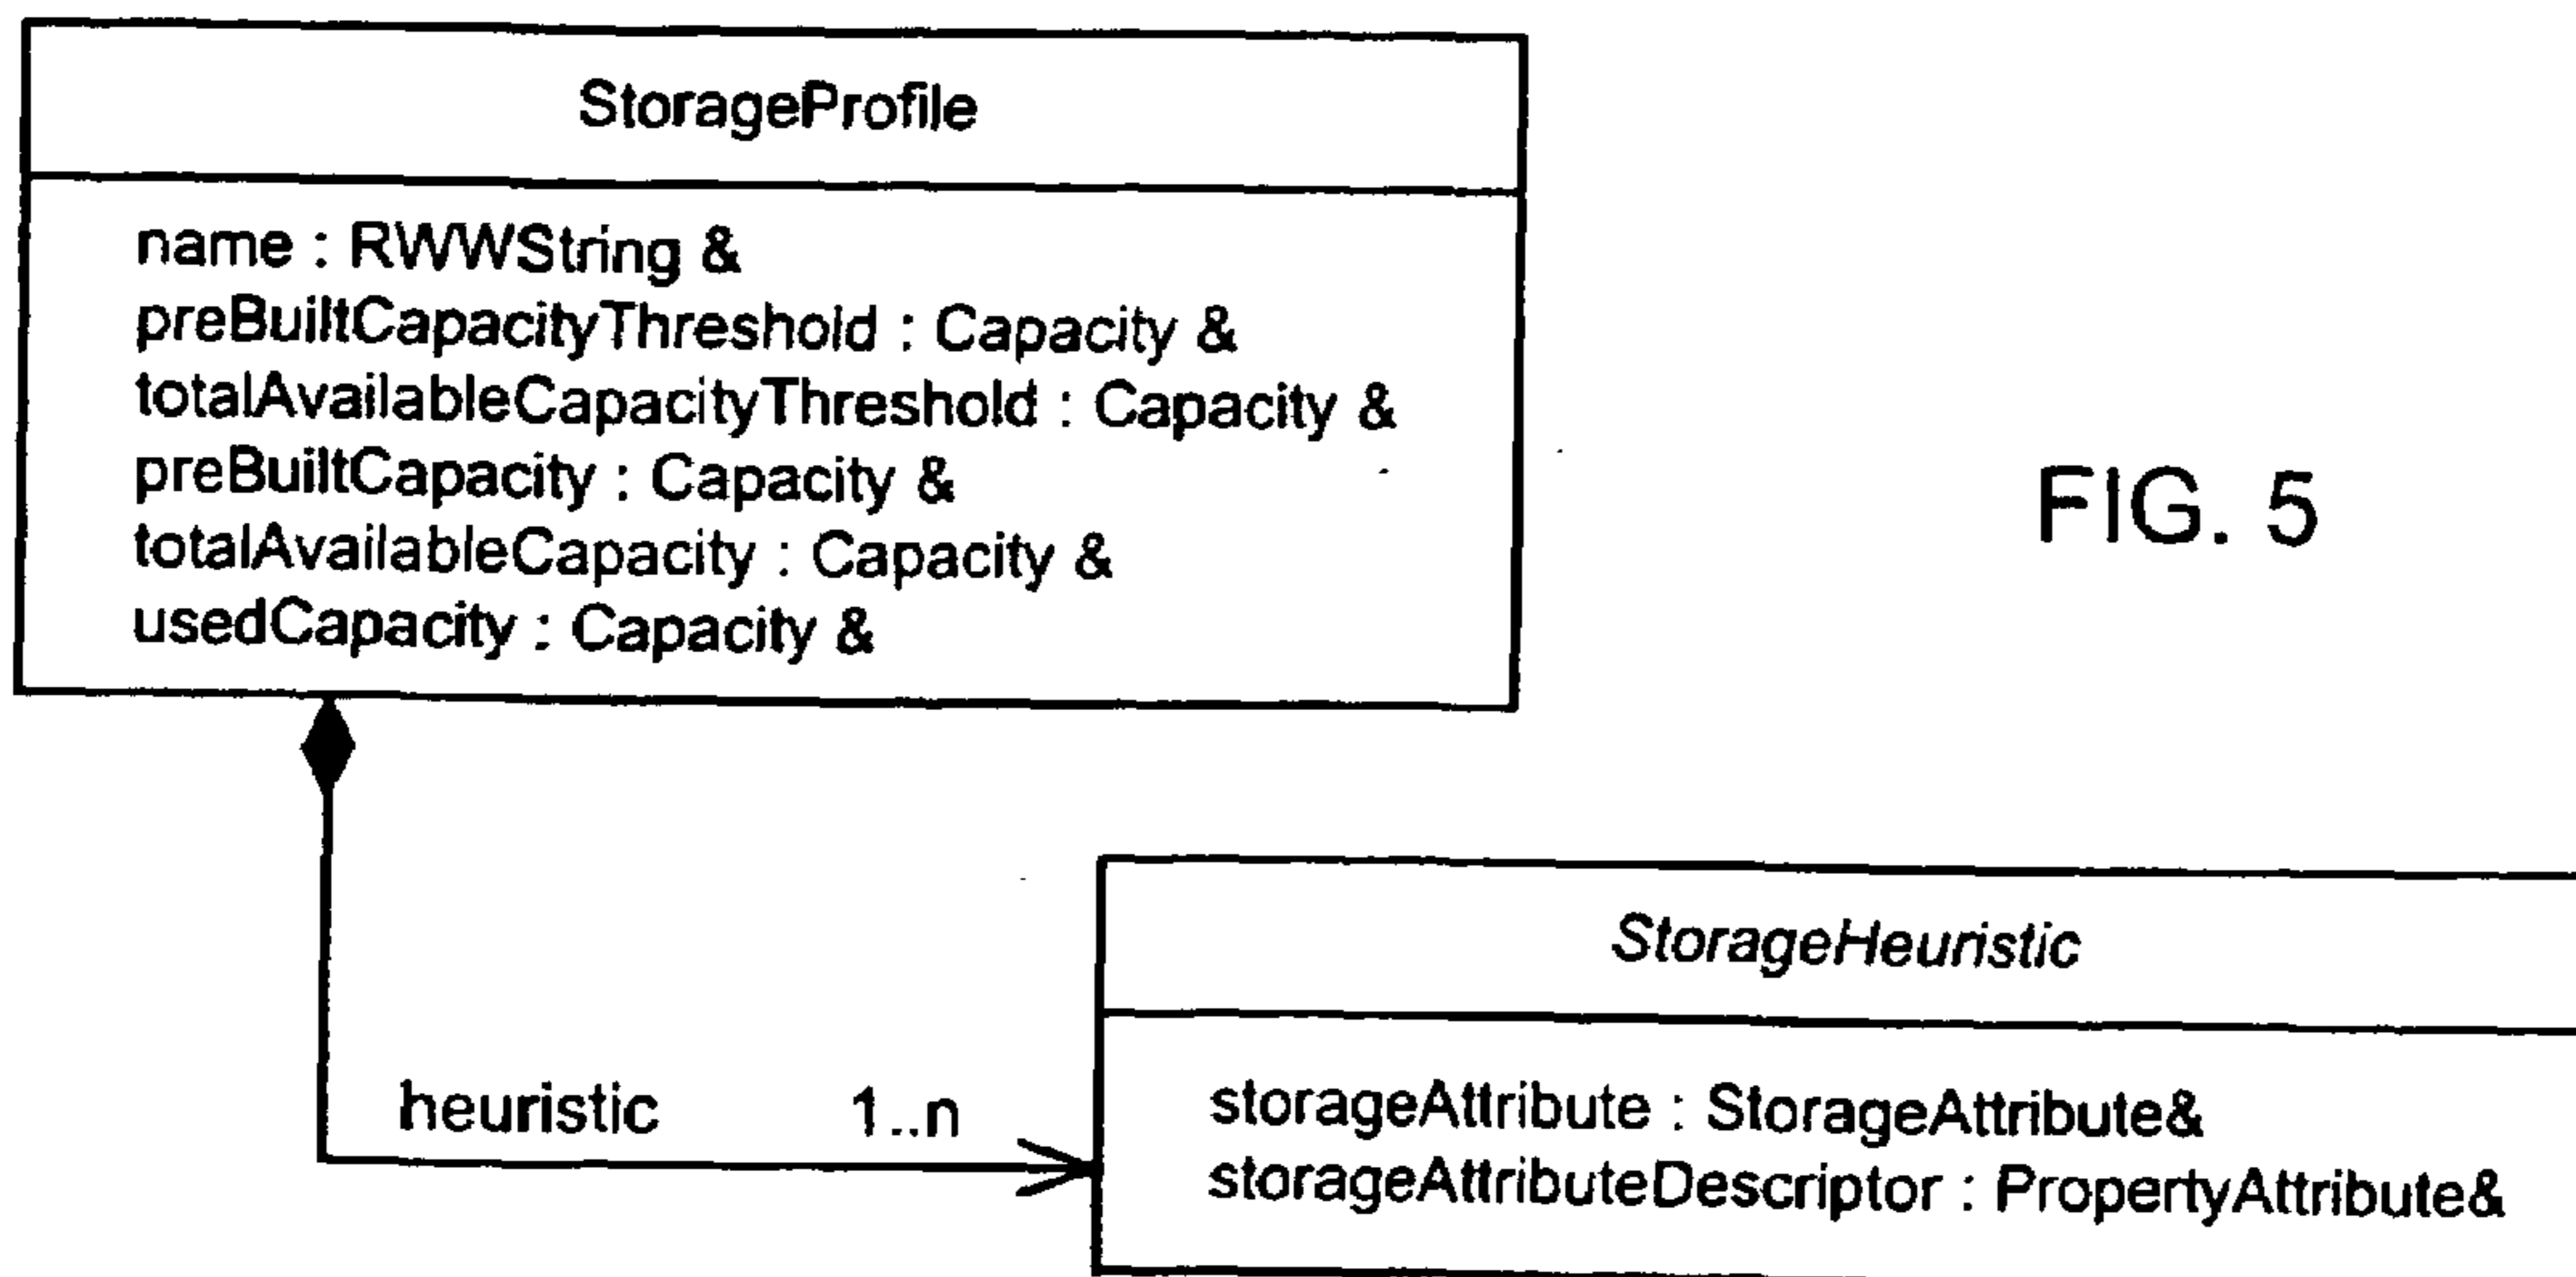 StorageProfile
name : RWWString &
preBuiltCapacityThreshold : Capacity &
totalAvailableCapacityThreshold : Capacity &
preBuiltCapacity : Capacity &
totalAvailableCapacity : Capacity &
usedCapacity : Capacity &
FIG. 5
StorageHeuristic
heuristic 1..n
storageAttribute : StorageAttribute&
storageAttributeDescriptor : PropertyAttribute&